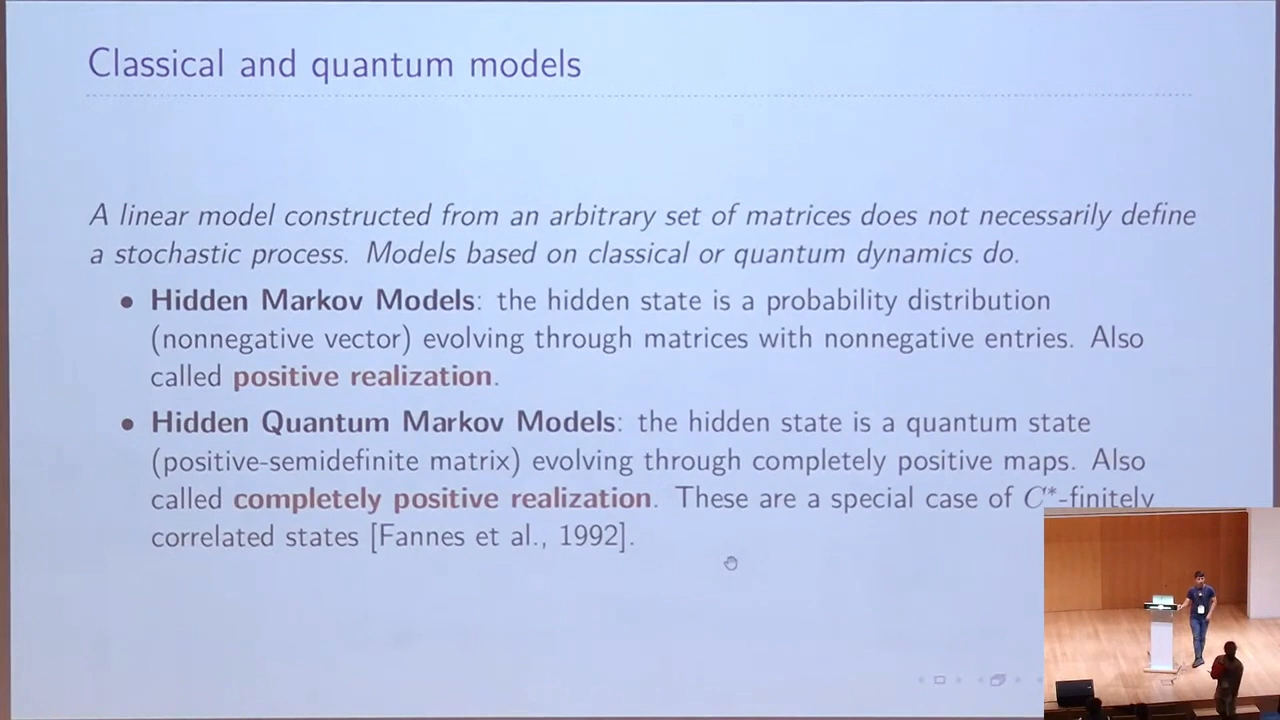 Classical and quantum models
A linear model constructed from an arbitrary set of matrices does not necessarily define
a stochastic process. Models based on classical or quantum dynamics do.
• Hidden Markov Models: the hidden state is a probability distribution
(nonnegative vector) evolving through matrices with nonnegative entries. Also
called positive realization.
• Hidden Quantum Markov Models: the hidden state is a quantum state
(positive-semidefinite matrix) evolving through completely positive maps. Also
called completely positive realization. These are a special case of C*-finitely
correlated states [Fannes et al., 1992].